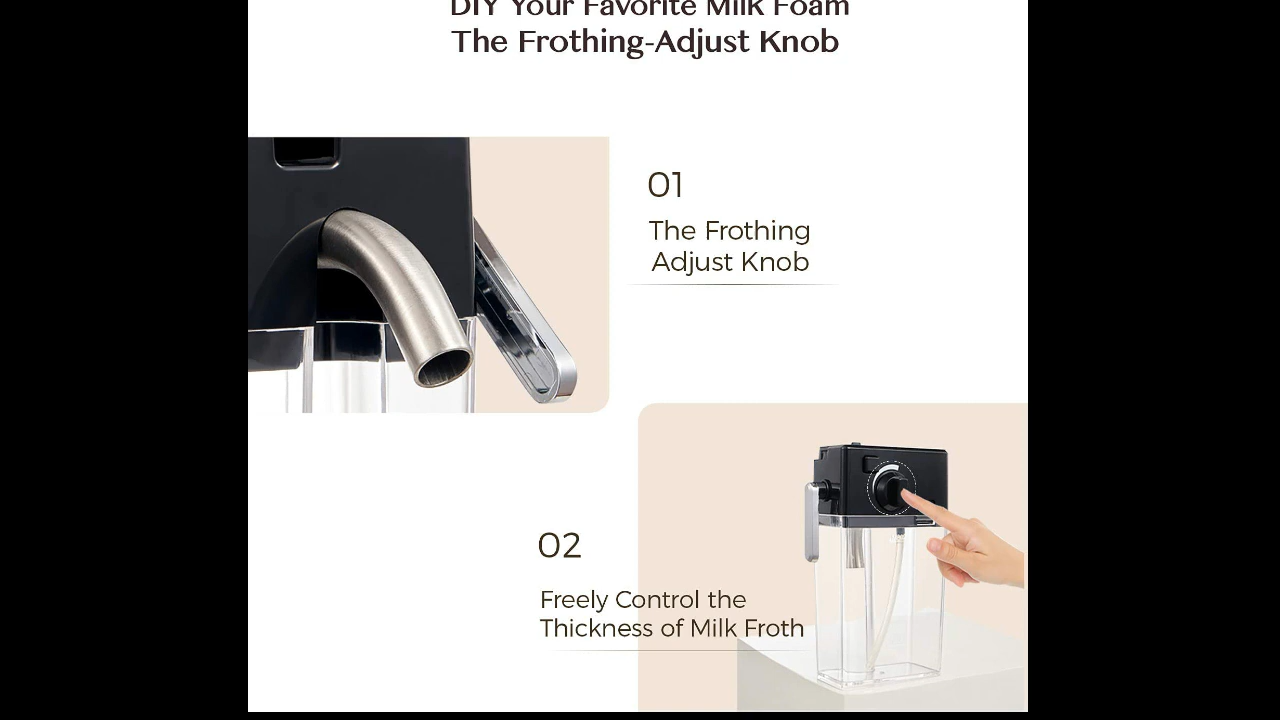 DIY Your Favorite Milk Foam
The Frothing-Adjust Knob
01
The Frothing
Adjust Knob
02
Freely Control the
Thickness of Milk Froth